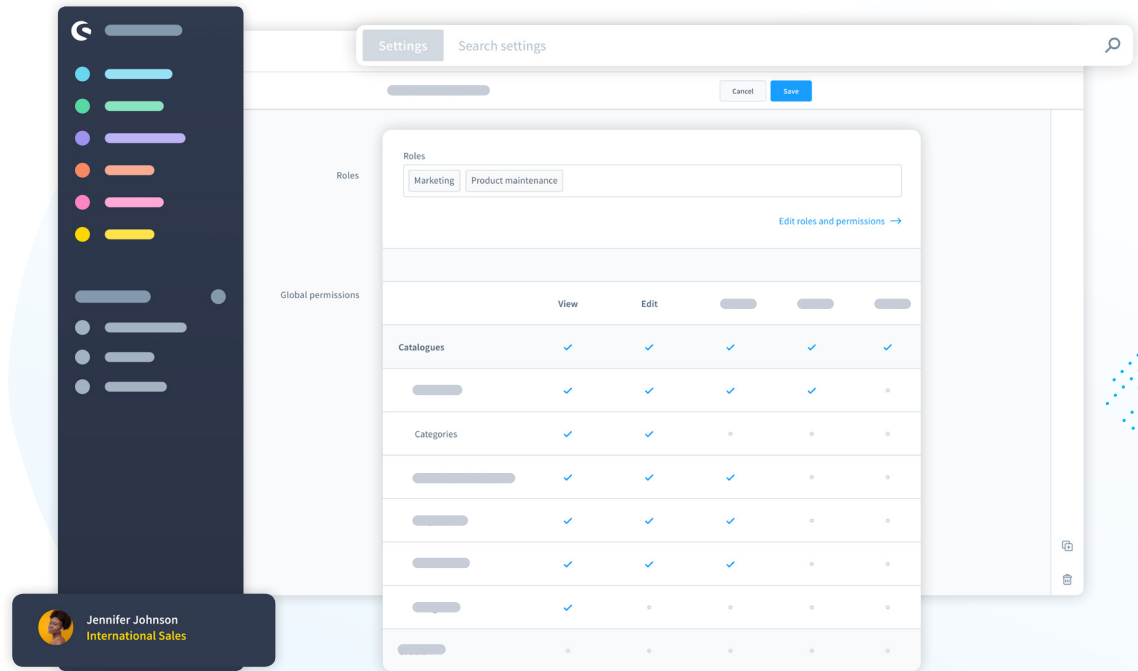 Settings Search settings
Cancel Save
Roles
Roles
Marketing Product maintenance
Edit roles and permissions
Global permissions
View Edit
Catalogues
Categories
Jennifer Johnson
International Sales